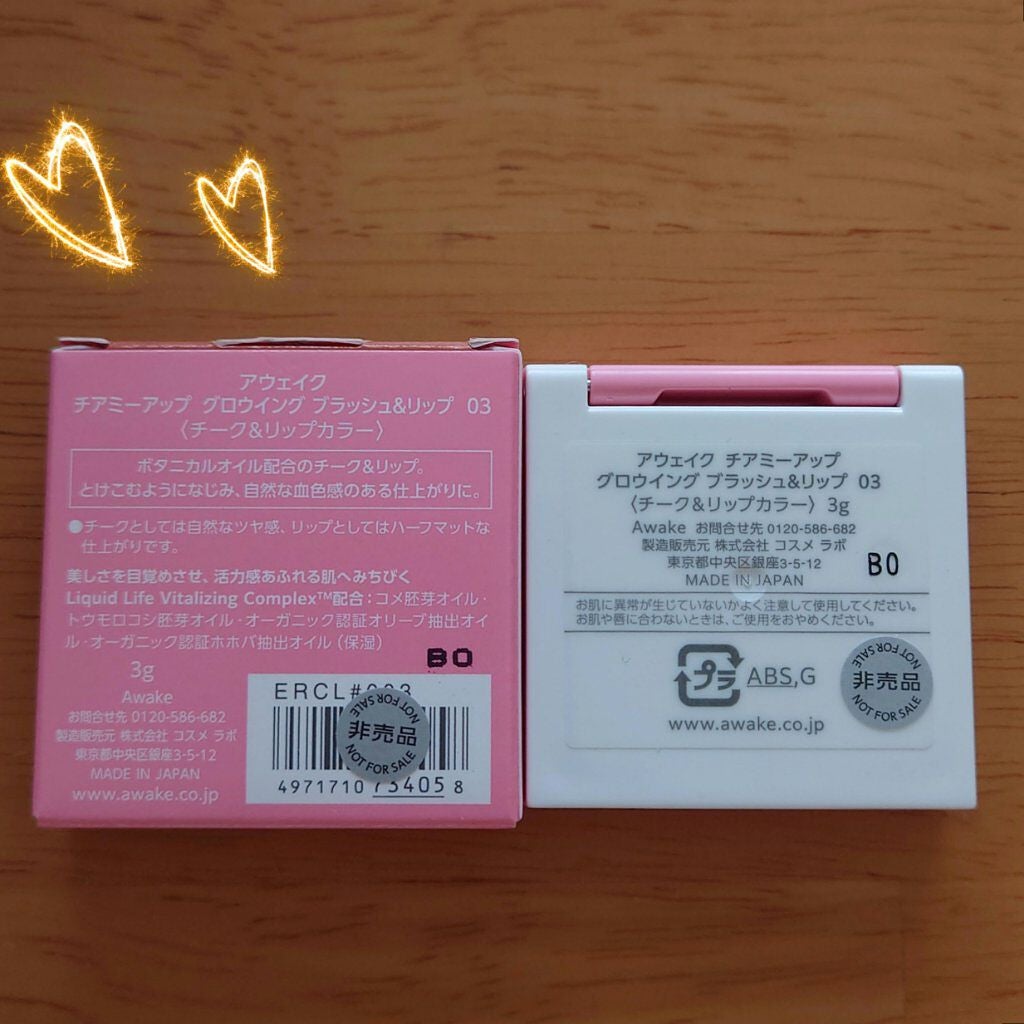 アウェイク
チアミーアップ グロウイング ブラッシュ&リップ 03
〈チーク&リップカラー〉
ボタニカルオイル配合のチーク&リップ。
とけこむようになじみ、自然な血色感のある仕上がりに。
●チークとしては自然なツヤ感、リップとしてはハーフマットな
仕上がりです。
美しさを目覚めさせ、活力感あふれる肌へみちびく
Liquid Life Vitalizing Complex™配合：コメ胚芽オイル・
トウモロコシ胚芽オイル・オーガニック認証オリーブ抽出オイ
ル・オーガニック認証ホホバ抽出オイル（保湿）
3g
BO
Awake
お問合せ先 0120-586-682
製造販売元 株式会社 コスメ ラボ
東京都中央区銀座3-5-12
MADE IN JAPAN
www.awake.co.jp
NOT FOR SALE
非売品
NOT FOR SALE
4971710 73405 8
アウェイク チアミーアップ
グロウイング ブラッシュ&リップ 03
〈チーク&リップカラー〉 3g
Awake お問合せ先 0120-586-682
製造販売元 株式会社 コスメ ラボ
東京都中央区銀座3-5-12
MADE IN JAPAN
BO
お肌に異常が生じていないかよく注意して使用してください。
お肌や唇に合わないときは、ご使用をおやめください。
プラ ABS,G
www.awake.co.jp
NOT FOR SALE
非売品
NOT FOR SALE